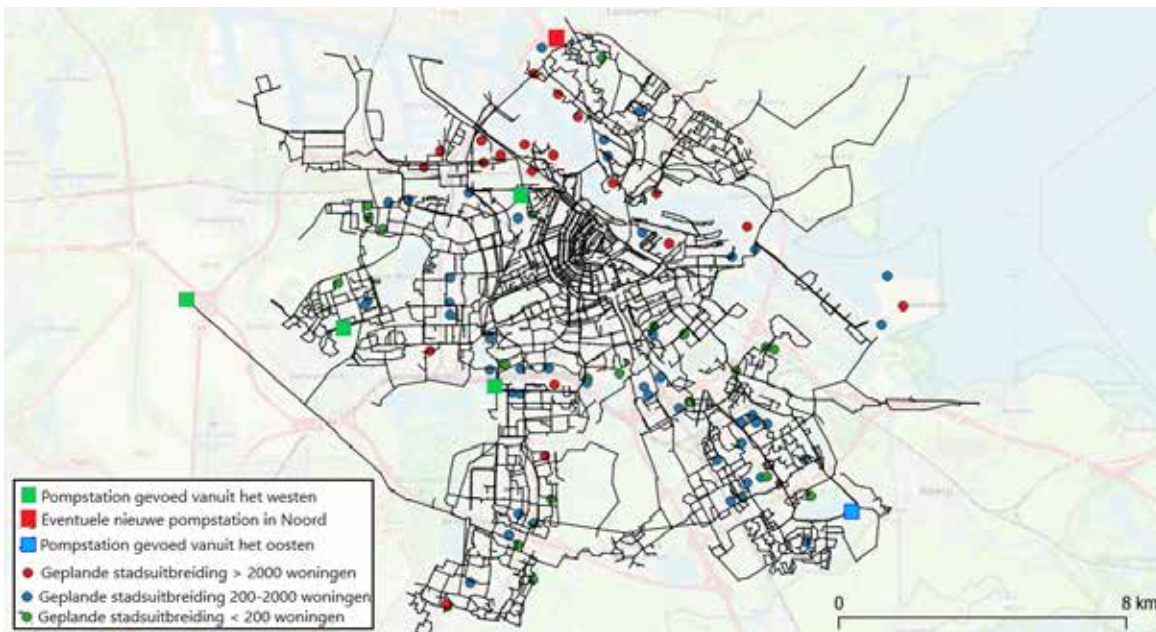 Pompstation gevoed vanuit het westen
Eventuele nieuwe pompstation in Noord
Pompstation gevoed vanuit het oosten
Geplande stadsuitbreiding > 2000 woningen
Geplande stadsuitbreiding 200-2000 woningen
Geplande stadsuitbreiding < 200 woningen
0 8 km